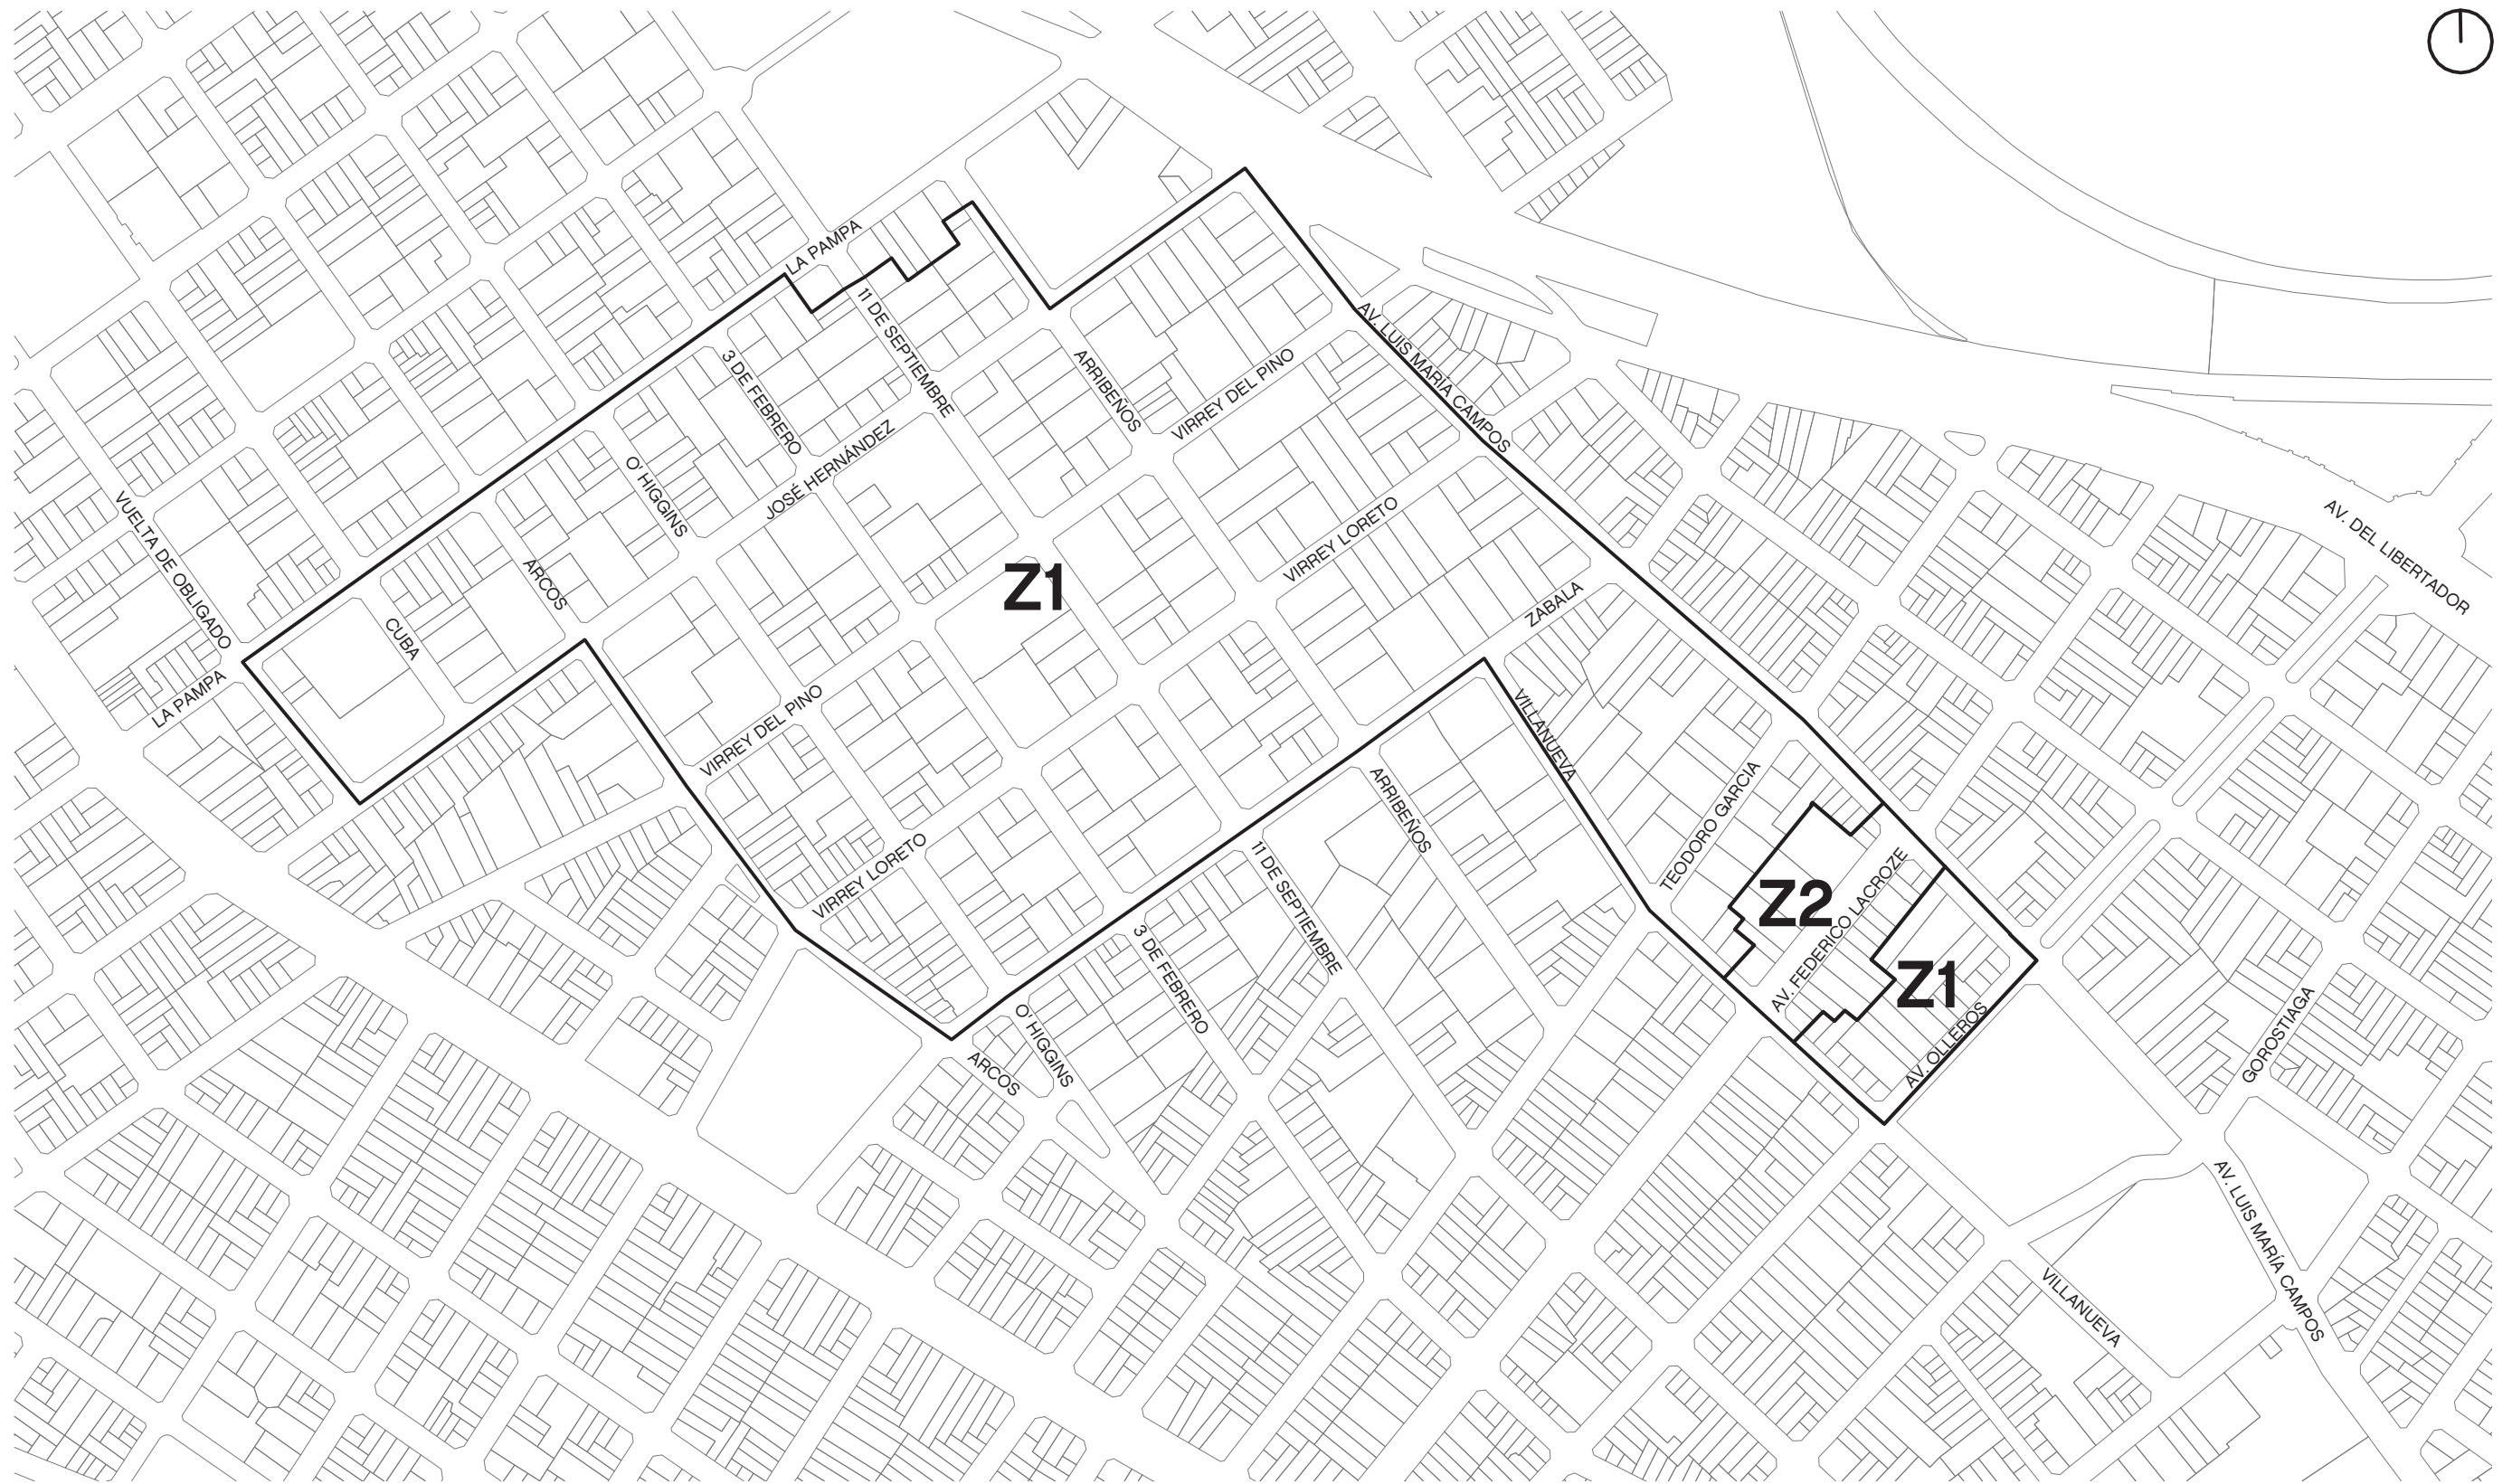 LA PAMPA
11 DE SEPTIEMBRE
3 DE FEBRERO
ARRIBEÑOS
VIRREY DEL PINO
AV. LUIS MARIA CAMPOS
O' HIGGINS
JOSÉ HERNÁNDEZ
VUELTA DE OBLIGADO
ARCOS
CUBA
LA PAMPA
Z1
VIRREY LORETO
ZABALA
AV. DEL LIBERTADOR
VIRREY DEL PINO
VILLANUEVA
TEODORO GARCIA
ARRIBEÑOS
VIRREY LORETO
11 DE SEPTIEMBRE
Z2
AV. FEDERICO LACROZE
3 DE FEBRERO
Z1
O' HIGGINS
ARCOS
AV. OLLEROS
GOROSTIAGA
AV. LUIS MARÍA CAMPOS
VILLANUEVA